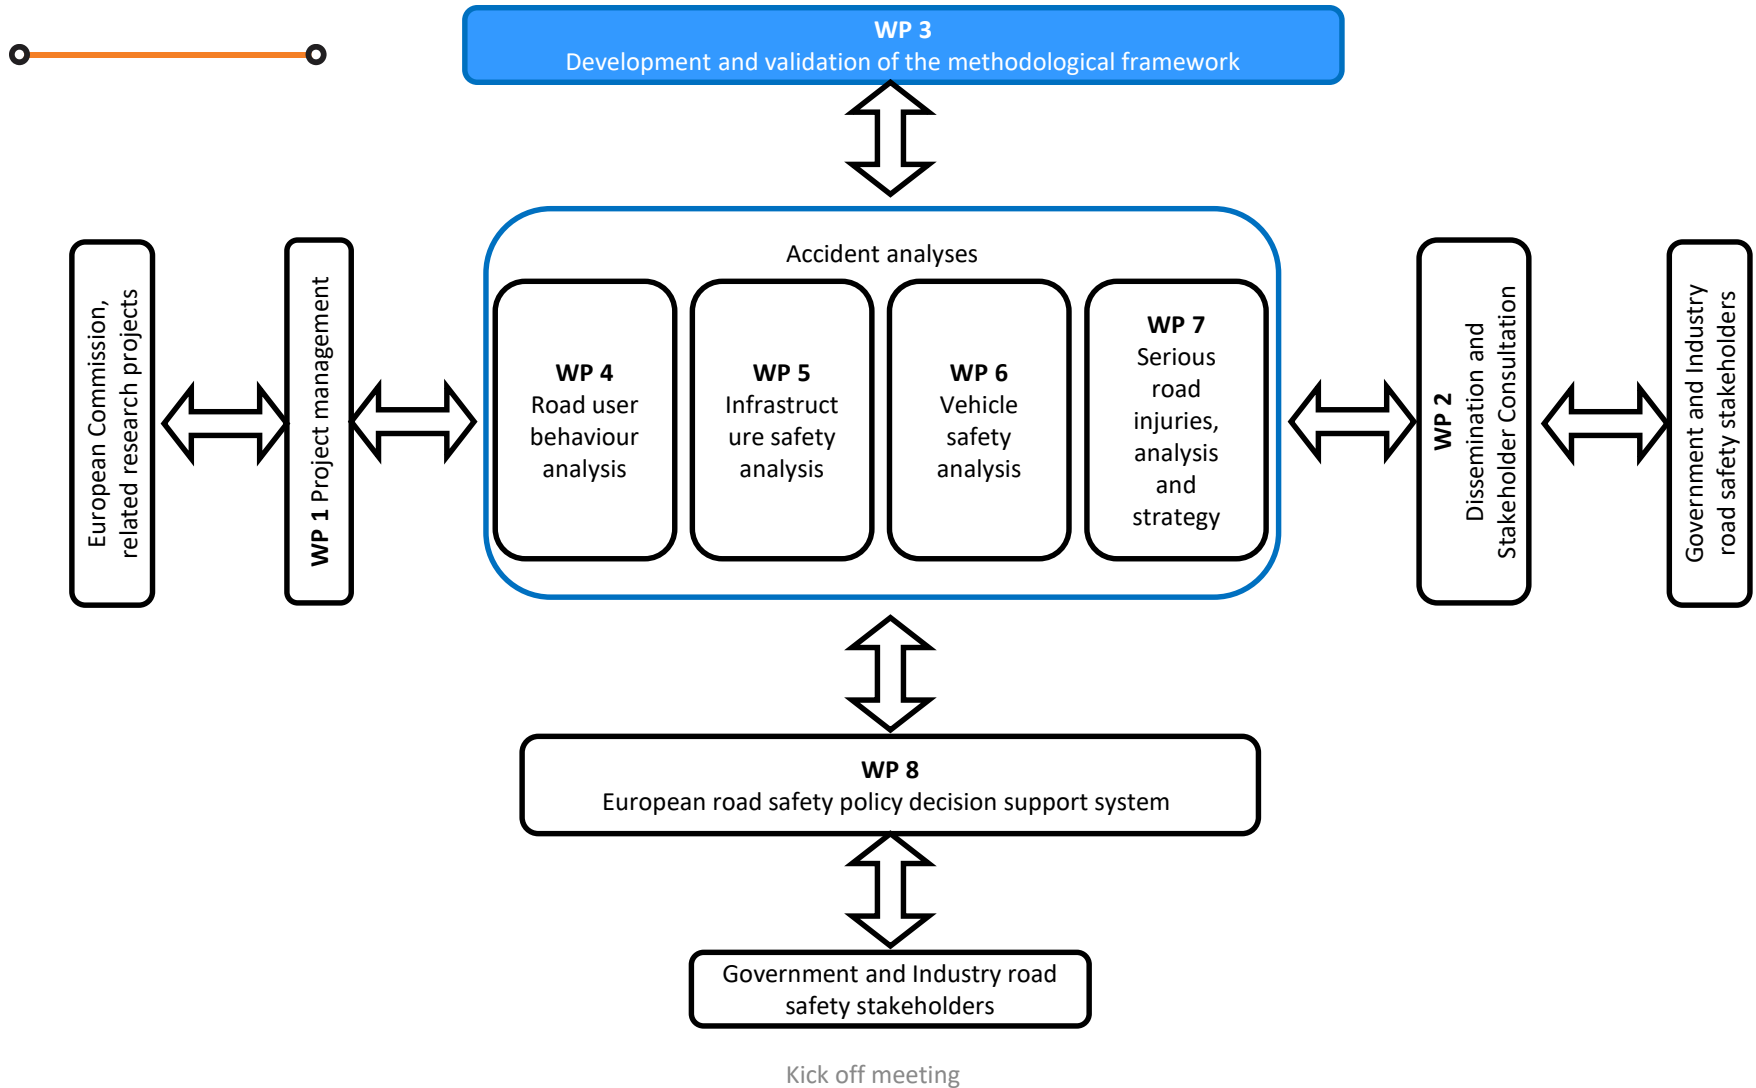 WP 3
Development and validation of the methodological framework
European Commission,
related research projects
WP 1 Project management
Accident analyses
WP 4
Road user
behaviour
analysis
WP 5
Infrastruct
ure safety
analysis
WP 6
Vehicle
safety
analysis
WP 7
Serious
road
injuries,
analysis
and
strategy
WP 2
Dissemination and
Stakeholder Consultation
Government and Industry
road safety stakeholders
WP 8
European road safety policy decision support system
Government and Industry road
safety stakeholders
Kick off meeting